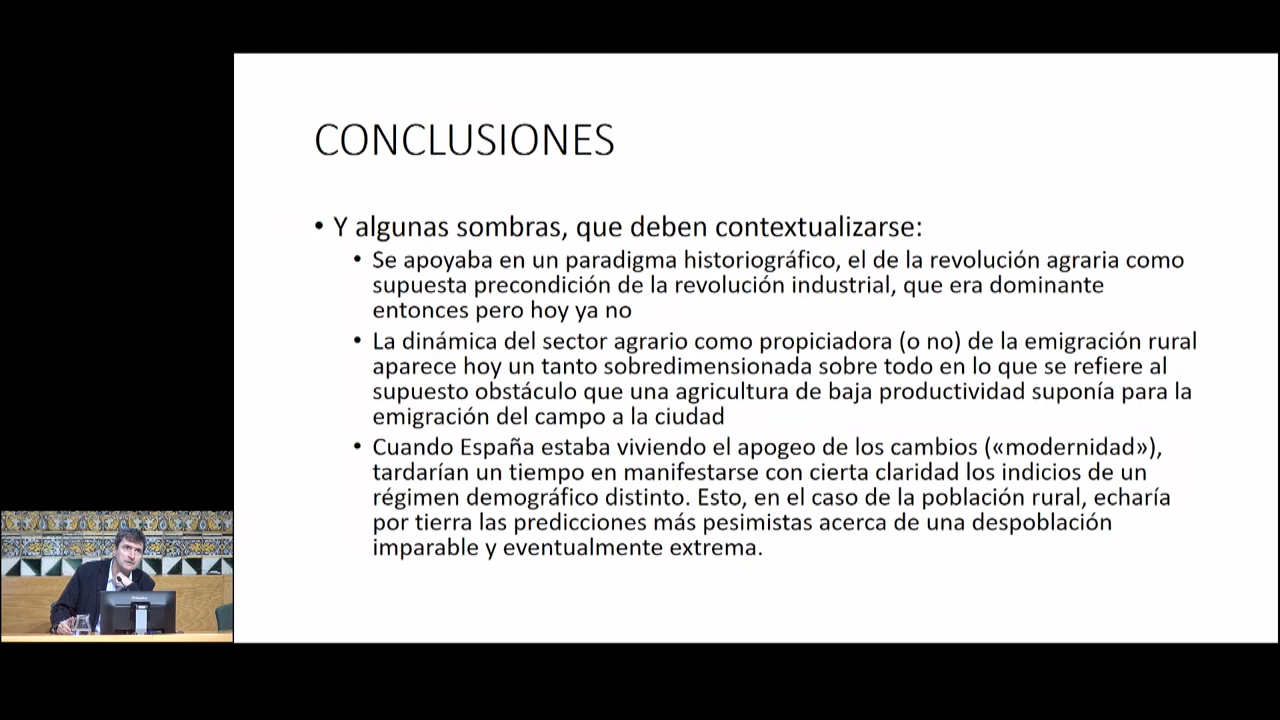 CONCLUSIONES
• Y algunas sombras, que deben contextualizarse:
• Se apoyaba en un paradigma historiográfico, el de la revolución agraria como
supuesta precondición de la revolución industrial, que era dominante
entonces pero hoy ya no
• La dinámica del sector agrario como propiciadora (o no) de la emigración rural
aparece hoy un tanto sobredimensionada sobre todo en lo que se refiere al
supuesto obstáculo que una agricultura de baja productividad suponía para la
emigración del campo a la ciudad
• Cuando España estaba viviendo el apogeo de los cambios («modernidad»),
tardarían un tiempo en manifestarse con cierta claridad los indicios de un
régimen demográfico distinto. Esto, en el caso de la población rural, echaría
por tierra las predicciones más pesimistas acerca de una despoblación
imparable y eventualmente extrema.